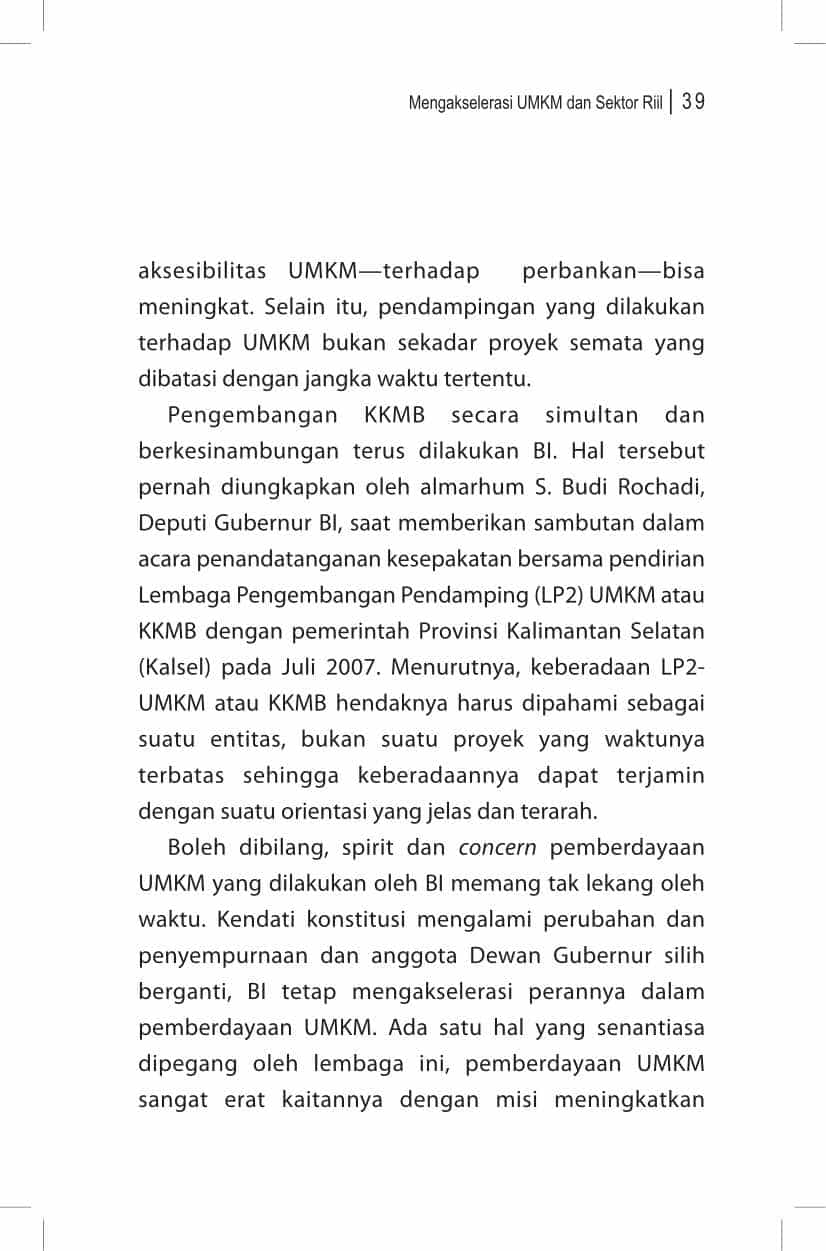 Mengakselerasi UMKM dan Sektor Riil | 39
aksesibilitas UMKM—terhadap perbankan—bisa
meningkat. Selain itu, pendampingan yang dilakukan
terhadap UMKM bukan sekadar proyek semata yang
dibatasi dengan jangka waktu tertentu.
Pengembangan KKMB secara simultan dan
berkesinambungan terus dilakukan BI. Hal tersebut
pernah diungkapkan oleh almarhum S. Budi Rochadi,
Deputi Gubernur BI, saat memberikan sambutan dalam
acara penandatanganan kesepakatan bersama pendirian
Lembaga Pengembangan Pendamping (LP2) UMKM atau
KKMB dengan pemerintah Provinsi Kalimantan Selatan
(Kalsel) pada Juli 2007. Menurutnya, keberadaan LP2-
UMKM atau KKMB hendaknya harus dipahami sebagai
suatu entitas, bukan suatu proyek yang waktunya
terbatas sehingga keberadaannya dapat terjamin
dengan suatu orientasi yang jelas dan terarah.
Boleh dibilang, spirit dan concern pemberdayaan
UMKM yang dilakukan oleh BI memang tak lekang oleh
waktu. Kendati konstitusi mengalami perubahan dan
penyempurnaan dan anggota Dewan Gubernur silih
berganti, BI tetap mengakselerasi perannya dalam
pemberdayaan UMKM. Ada satu hal yang senantiasa
dipegang oleh lembaga ini, pemberdayaan UMKM
sangat erat kaitannya dengan misi meningkatkan